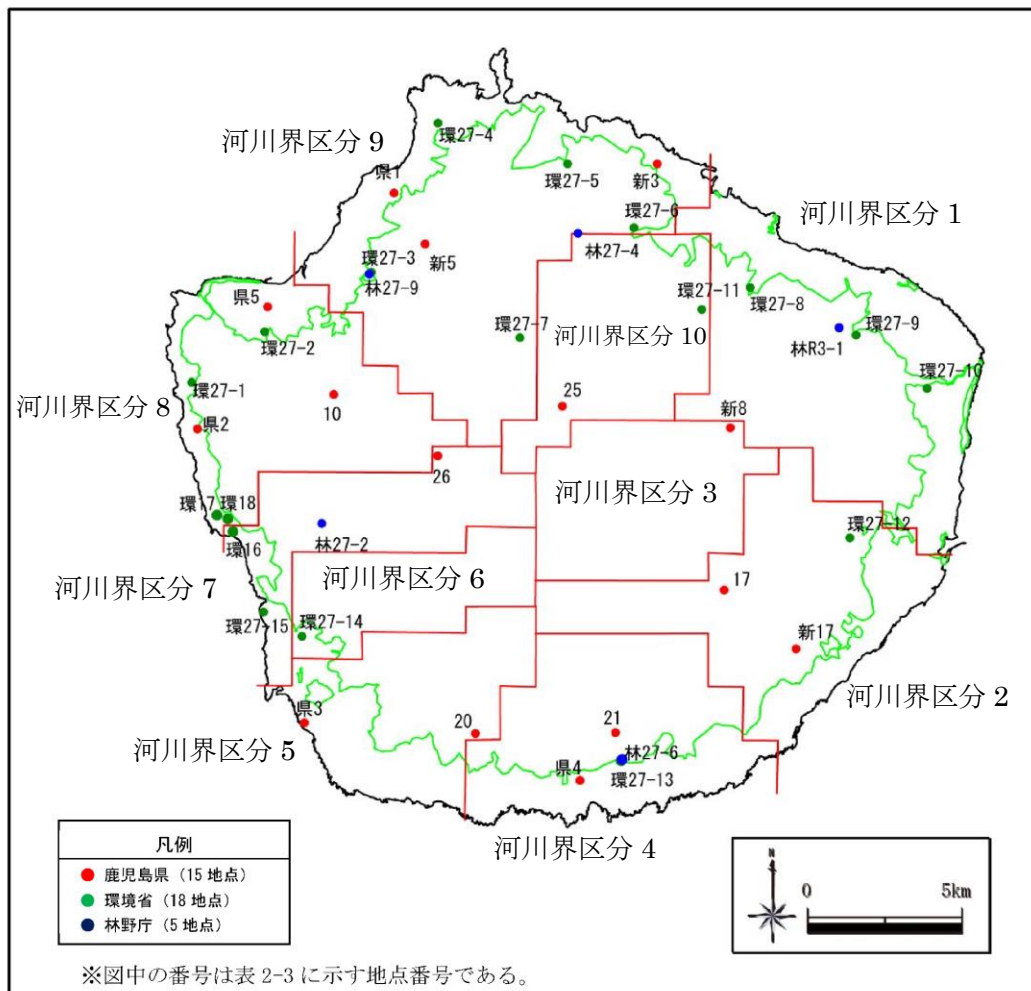 環27-4
河川界区分 9
環27-5
新3
県1
環27-6
河川界区分 1
林27-4
新5
環27-3
林27-9
環27-11
環27-8
県5
環27-7
河川界区分 10
環27-9
林R3-1
環27-2
環27-1
環27-10
河川界区分 8
10
25
県2
新8
26
河川界区分 3
環17
環18
環16
林27-2
環27-12
河川界区分 7
河川界区分 6
17
環27-15
環27-14
新17
河川界区分 2
県3
20
21
河川界区分 5
林27-6
環27-13
県4
河川界区分 4
凡例
鹿児島県（15 地点）
環境省（18 地点）
林野庁（5 地点）
N
0
5km
※図中の番号は表 2-3 に示す地点番号である。